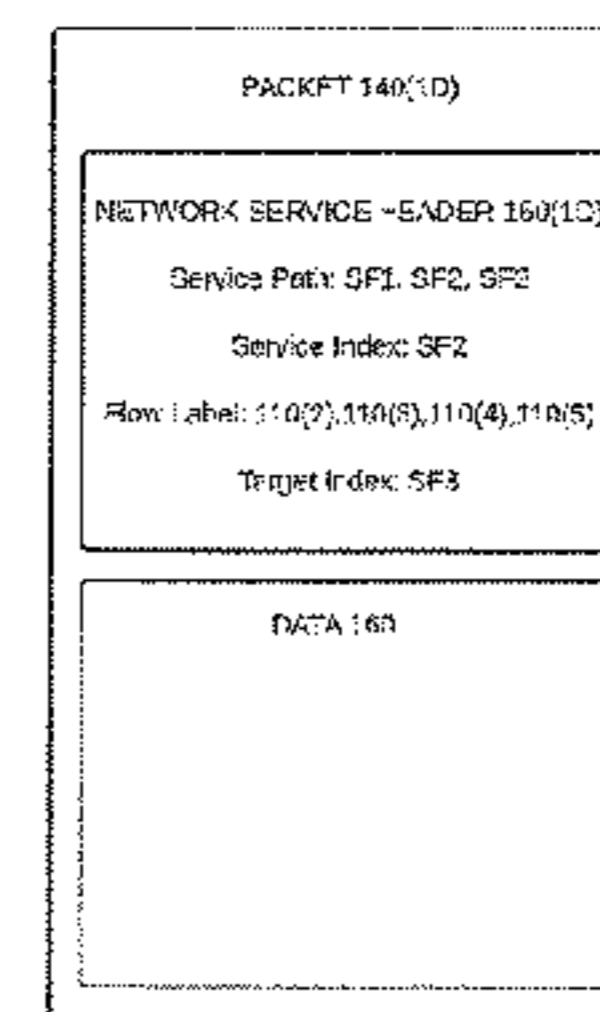 PACKET 140(1D)
NETWORK SERVICE HEADER 150(1C)
Service Path: SF1, SF2, SF3
Service Index: SF2
Flow Label: 110(2),110(3),110(4),110(5)
Target Index: SF3
DATA 160